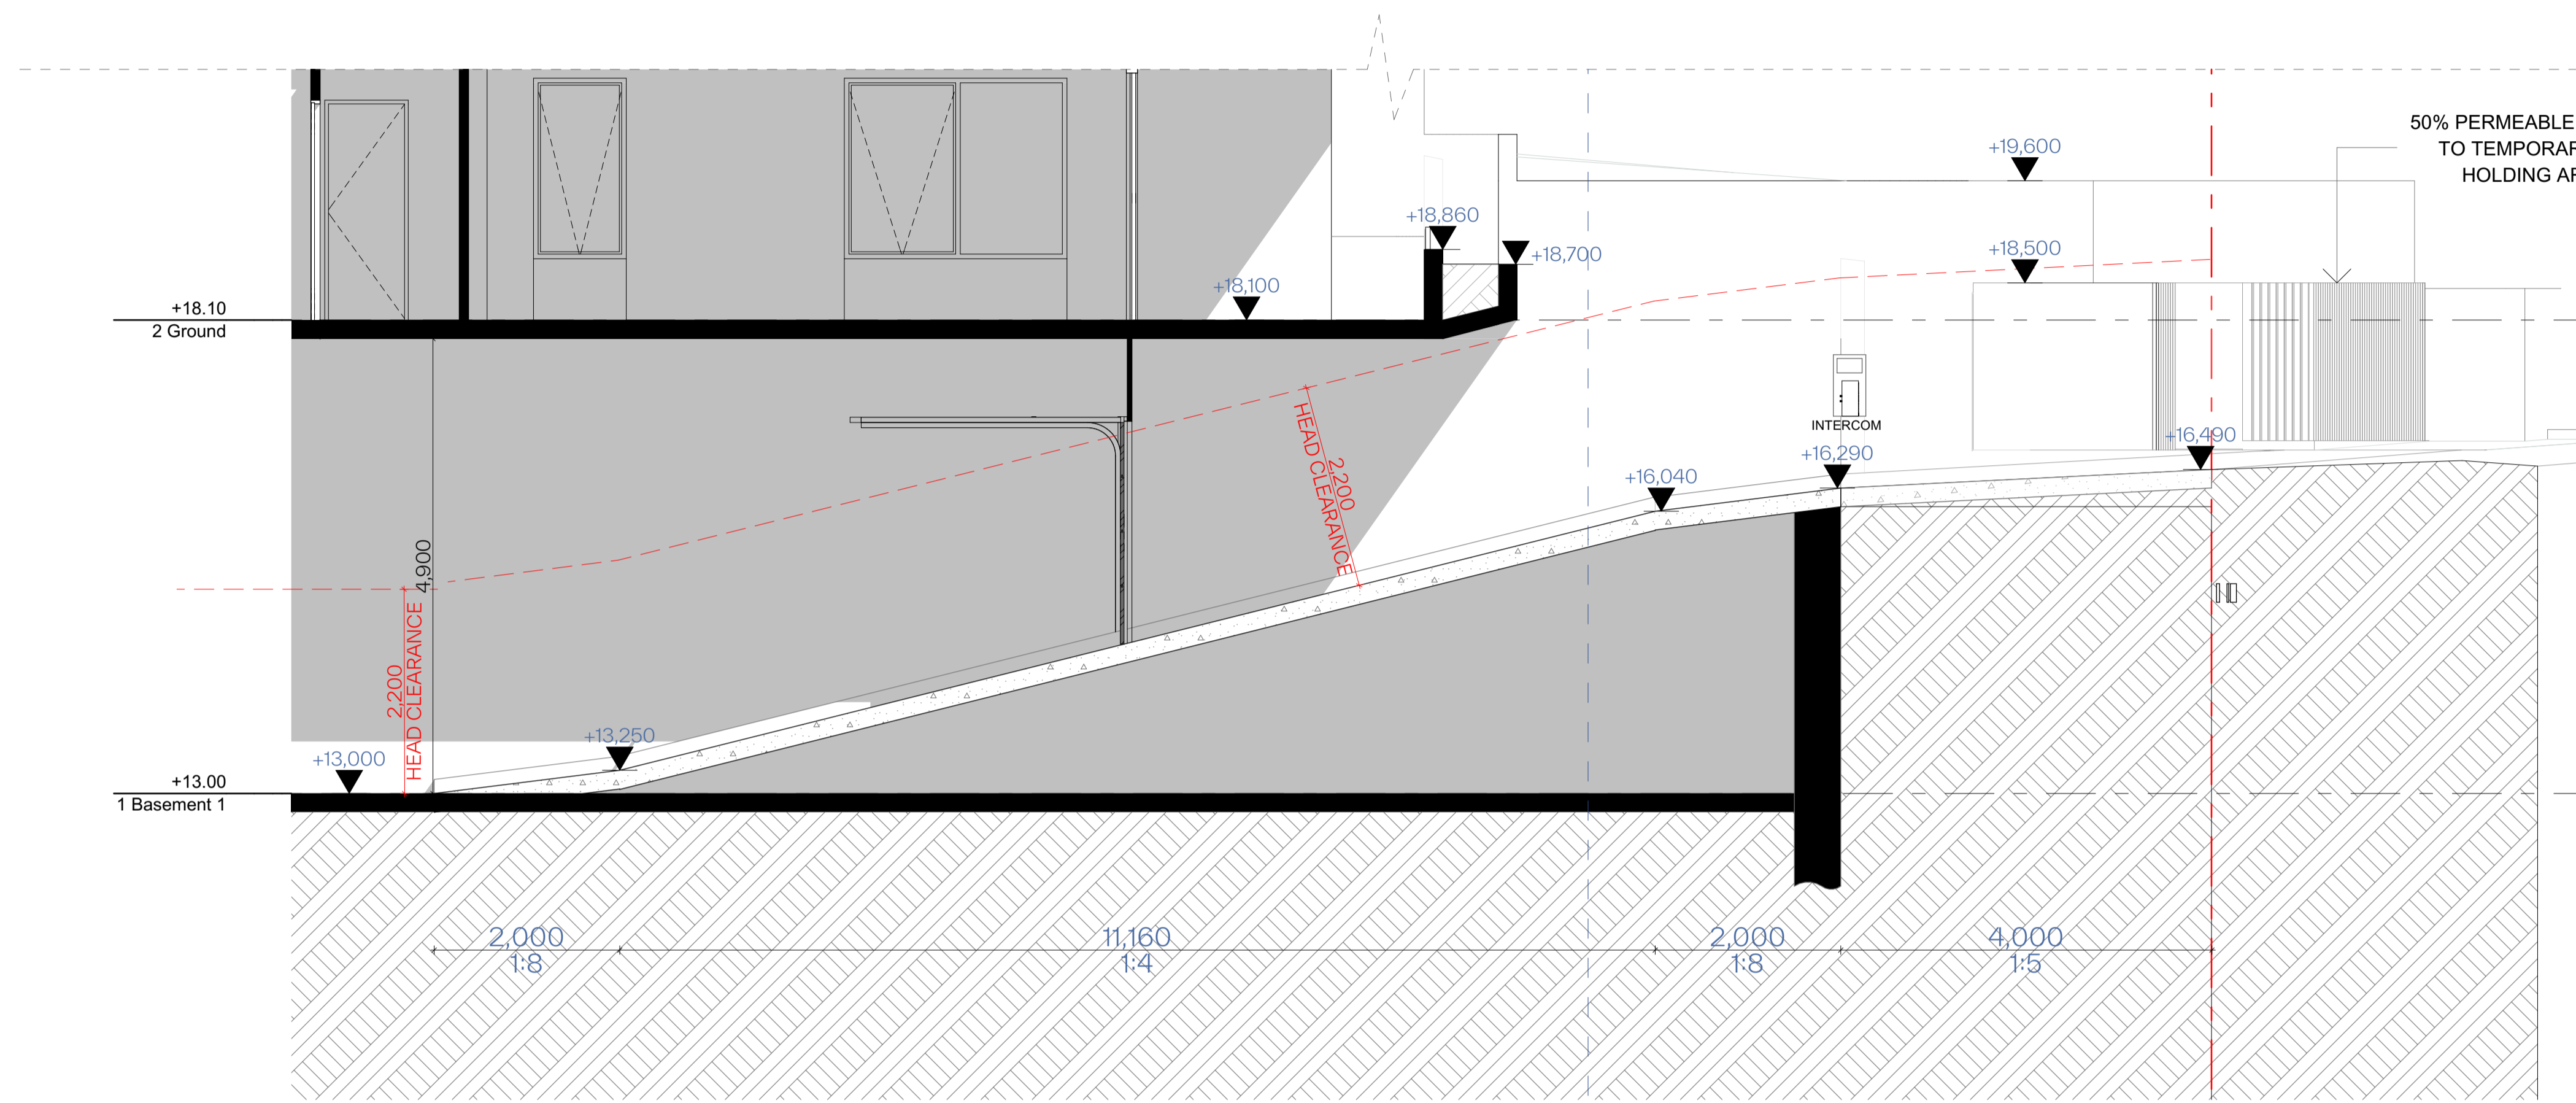 50% PERMEABLE
TO TEMPORAR
HOLDING AR
+19,600
+18,860
+18,700
+18,500
+18,100
+18.10
2 Ground
INTERCOM
+16,490
+16,290
+16,040
2,200
HEAD CLEARANCE
4,900
2,200
HEAD CLEARANCE
+13,250
+13,000
+13.00
1 Basement 1
2,000
1:8
11,160
1:4
2,000
1:8
4,000
1:5